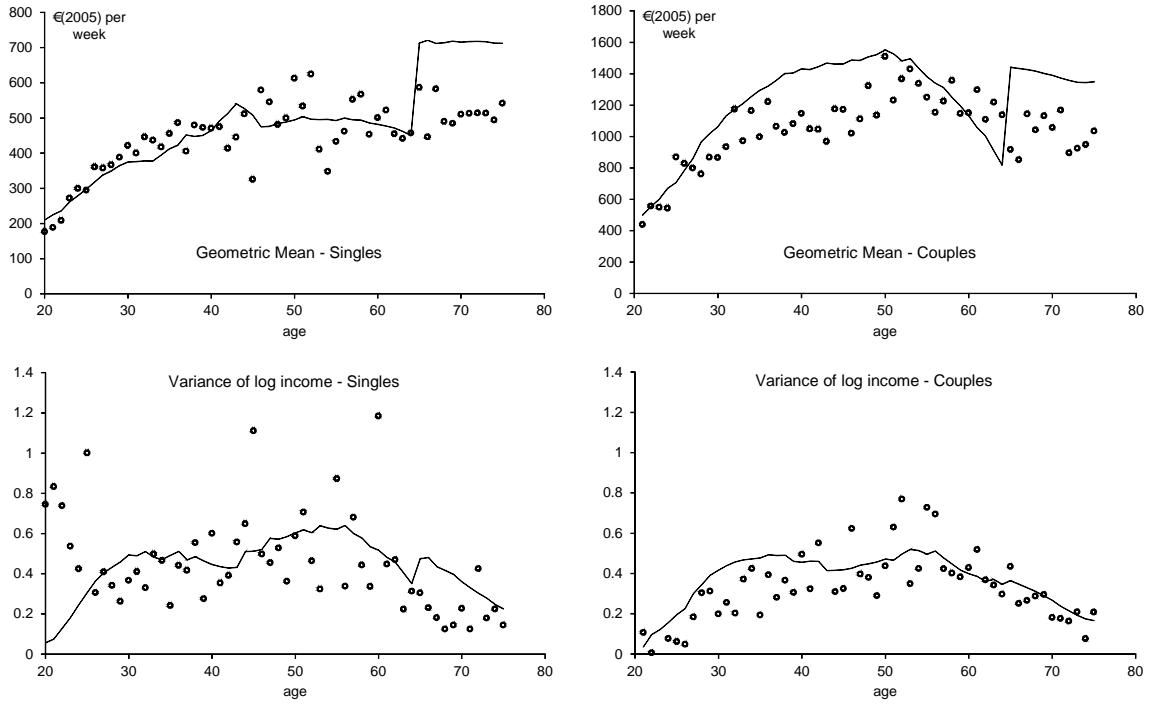 800
700
600
500
400
300
200
100
0
€(2005) per
week
Geometric Mean - Singles
20 30 40 50 60 70 80
age
1800
1600
1400
1200
1000
800
600
400
200
0
€(2005) per
week
Geometric Mean - Couples
20 30 40 50 60 70 80
age
1.4
1.2
1
0.8
0.6
0.4
0.2
0
Variance of log income - Singles
20 30 40 50 60 70 80
age
1.4
1.2
1
0.8
0.6
0.4
0.2
0
Variance of log income - Couples
20 30 40 50 60 70 80
age